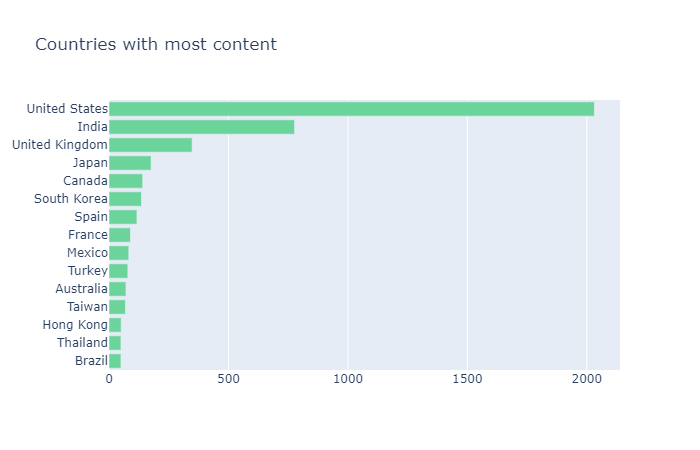 Countries with most content
United States
India
United Kingdom
Japan
Canada
South Korea
Spain
France
Mexico
Turkey
Australia
Taiwan
Hong Kong
Thailand
Brazil
0 500 1000 1500 2000